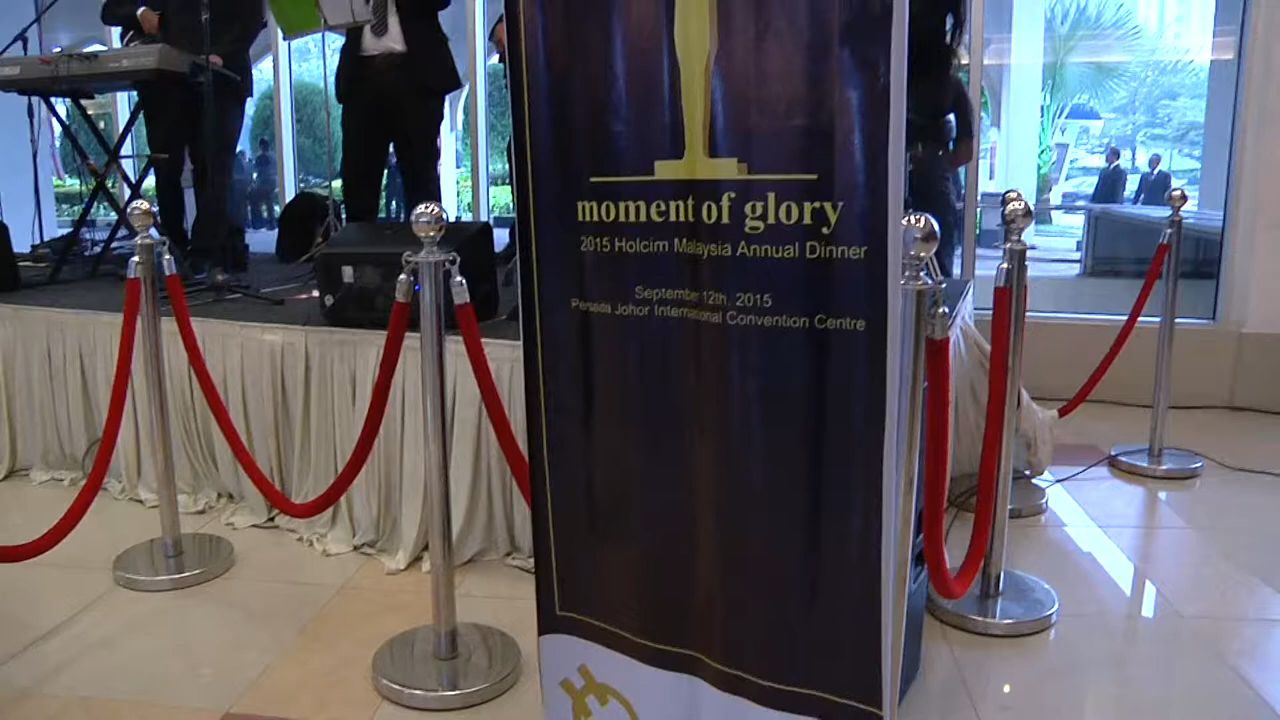 moment of glory
2015 Holcim Malaysia Annual Dinner
September 12th, 2015
Persada Johor International Convention Centre